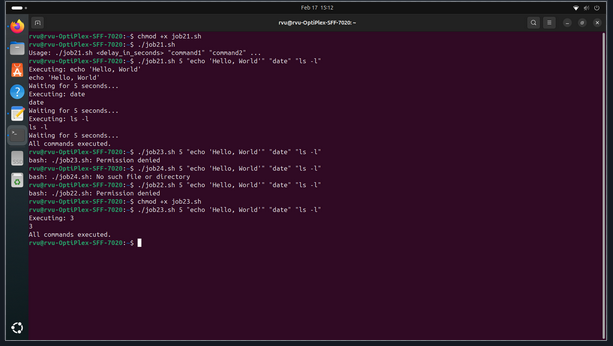 Feb 17 15:12
rvu@rvu-OptiPlex-SFF-7020: ~
rvu@rvu-OptiPlex-SFF-7020:~$ chmod +x job21.sh
rvu@rvu-OptiPlex-SFF-7020:~$ ./job21.sh
Usage: ./job21.sh <delay_in_seconds> "command1" "command2" ...
rvu@rvu-OptiPlex-SFF-7020:~$ ./job21.sh 5 "echo 'Hello, World'" "date" "ls -l"
Executing: echo 'Hello, World'
echo 'Hello, World'
Waiting for 5 seconds...
Executing: date
date
Waiting for 5 seconds...
Executing: ls -l
ls -l
Waiting for 5 seconds...
All commands executed.
rvu@rvu-OptiPlex-SFF-7020:~$ ./job23.sh 5 "echo 'Hello, World'" "date" "ls -l"
bash: ./job23.sh: Permission denied
rvu@rvu-OptiPlex-SFF-7020:~$ ./job24.sh 5 "echo 'Hello, World'" "date" "ls -l"
bash: ./job24.sh: No such file or directory
rvu@rvu-OptiPlex-SFF-7020:~$ ./job22.sh 5 "echo 'Hello, World'" "date" "ls -l"
bash: ./job22.sh: Permission denied
rvu@rvu-OptiPlex-SFF-7020:~$ chmod +x job23.sh
rvu@rvu-OptiPlex-SFF-7020:~$ ./job23.sh 5 "echo 'Hello, World'" "date" "ls -l"
Executing: 3
3
All commands executed.
rvu@rvu-OptiPlex-SFF-7020:~$